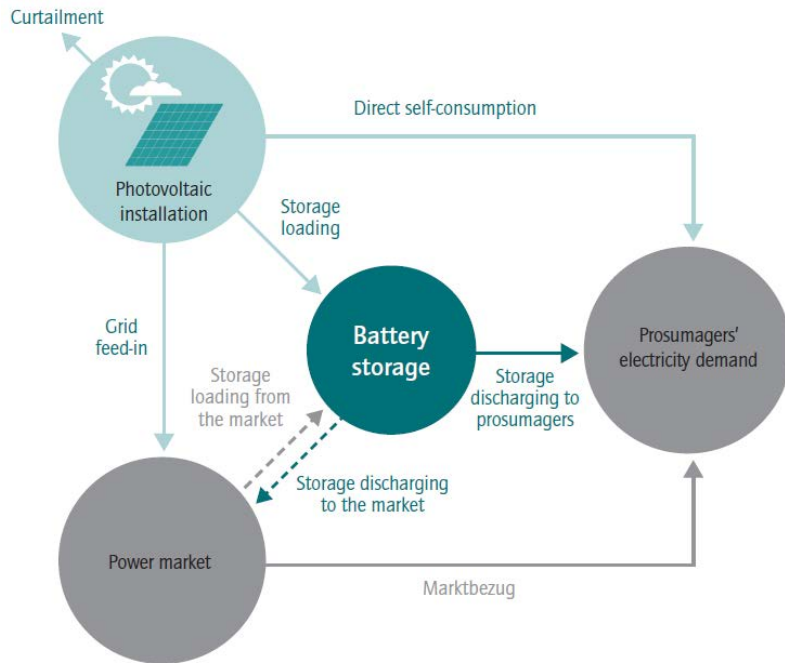 Curtailment
Direct self-consumption
Photovoltaic
installation
Storage
loading
Grid
feed-in
Battery
storage
Prosumagers'
electricity demand
Storage
loading from
the market
Storage
discharging to
prosumagers
Storage discharging
to the market
Power market
Marktbezug